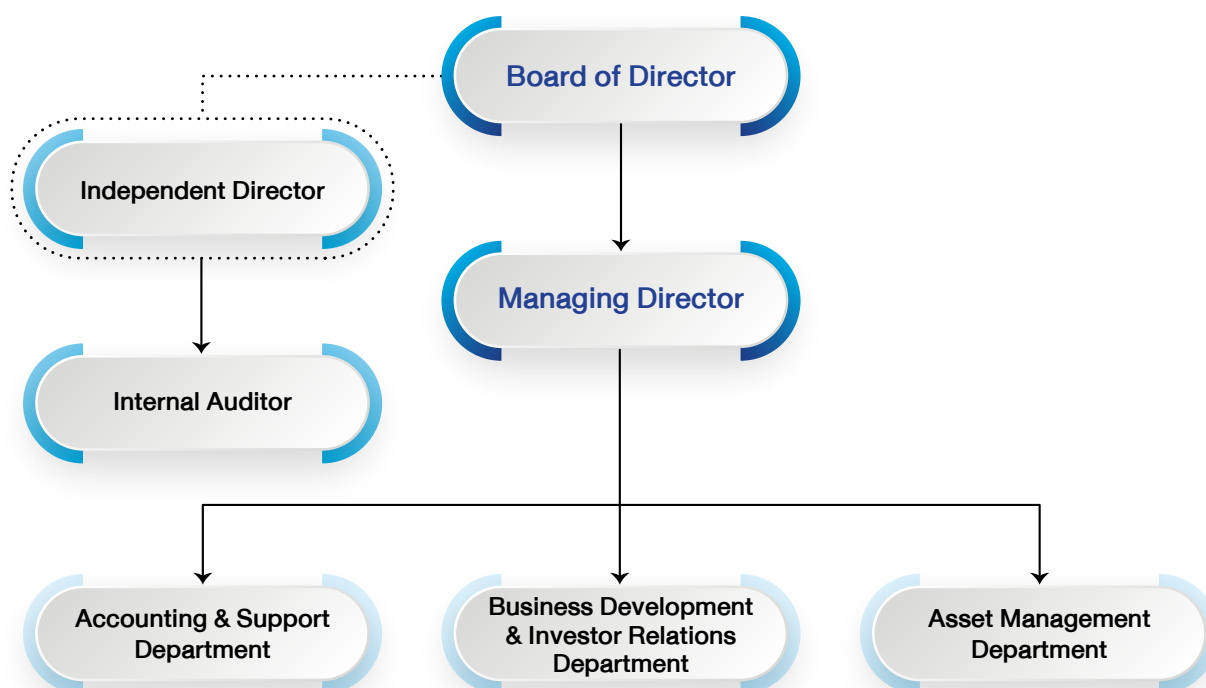 Board of Director
Independent Director
Managing Director
Internal Auditor
Accounting & Support
Department
Business Development
& Investor Relations
Department
Asset Management
Department